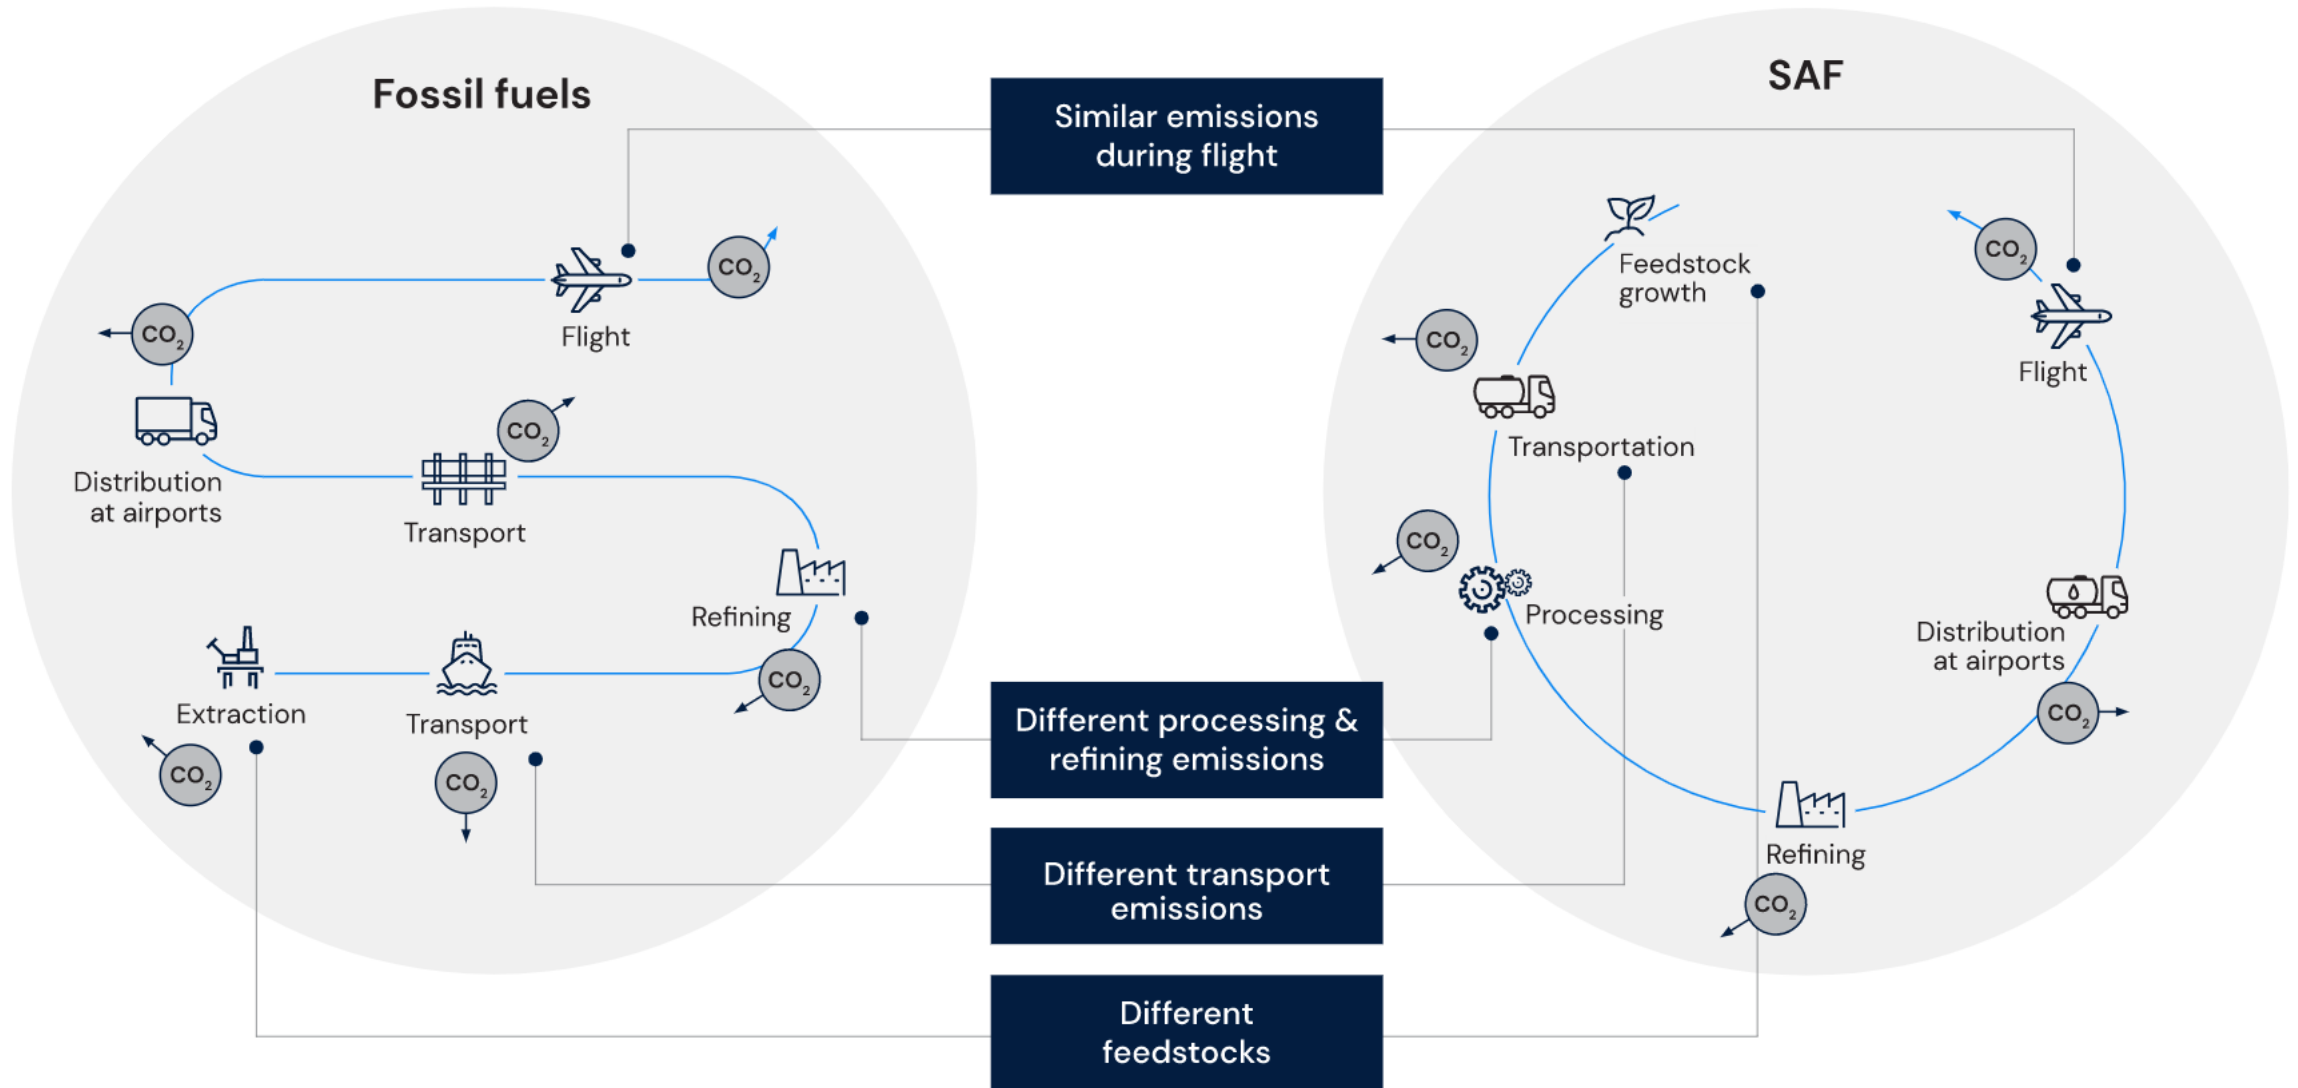 Fossil fuels
CO₂
Flight
CO₂
Distribution
at airports
CO₂
Transport
Refining
CO₂
Extraction
CO₂
Transport
CO₂
Similar emissions
during flight
Different processing &
refining emissions
Different transport
emissions
Different
feedstocks
SAF
Feedstock
growth
CO₂
Transportation
CO₂
Processing
Refining
CO₂
Distribution
at airports
CO₂
CO₂
Flight